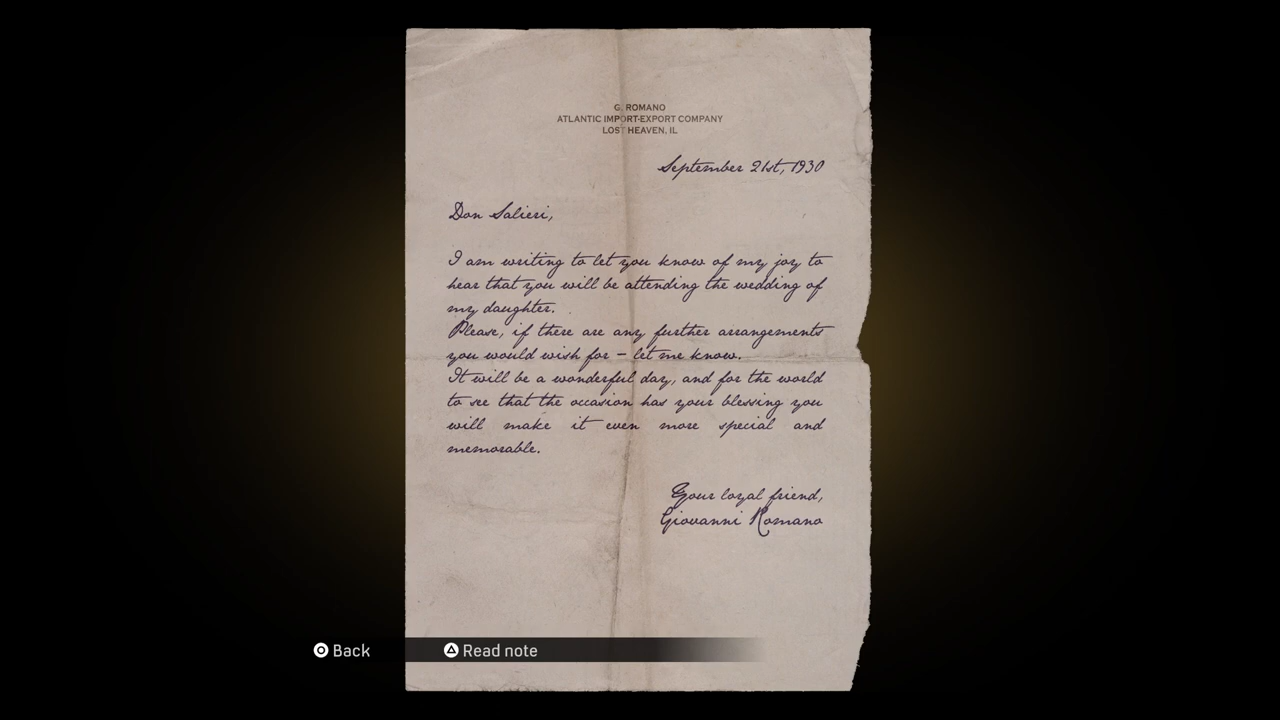 G. ROMANO
ATLANTIC IMPORT-EXPORT COMPANY
LOST HEAVEN, IL
September 21st, 1930
Don Salieri,
I am writing to let you know of my joy to
hear that you will be attending the wedding of
my daughter.
Please, if there are any further arrangements
you would wish for – let me know.
It will be a wonderful day, and for the world
to see that the occasion has your blessing you
will make it even more special and
memorable.
Your loyal friend,
Giovanni Romano
Back
Read note